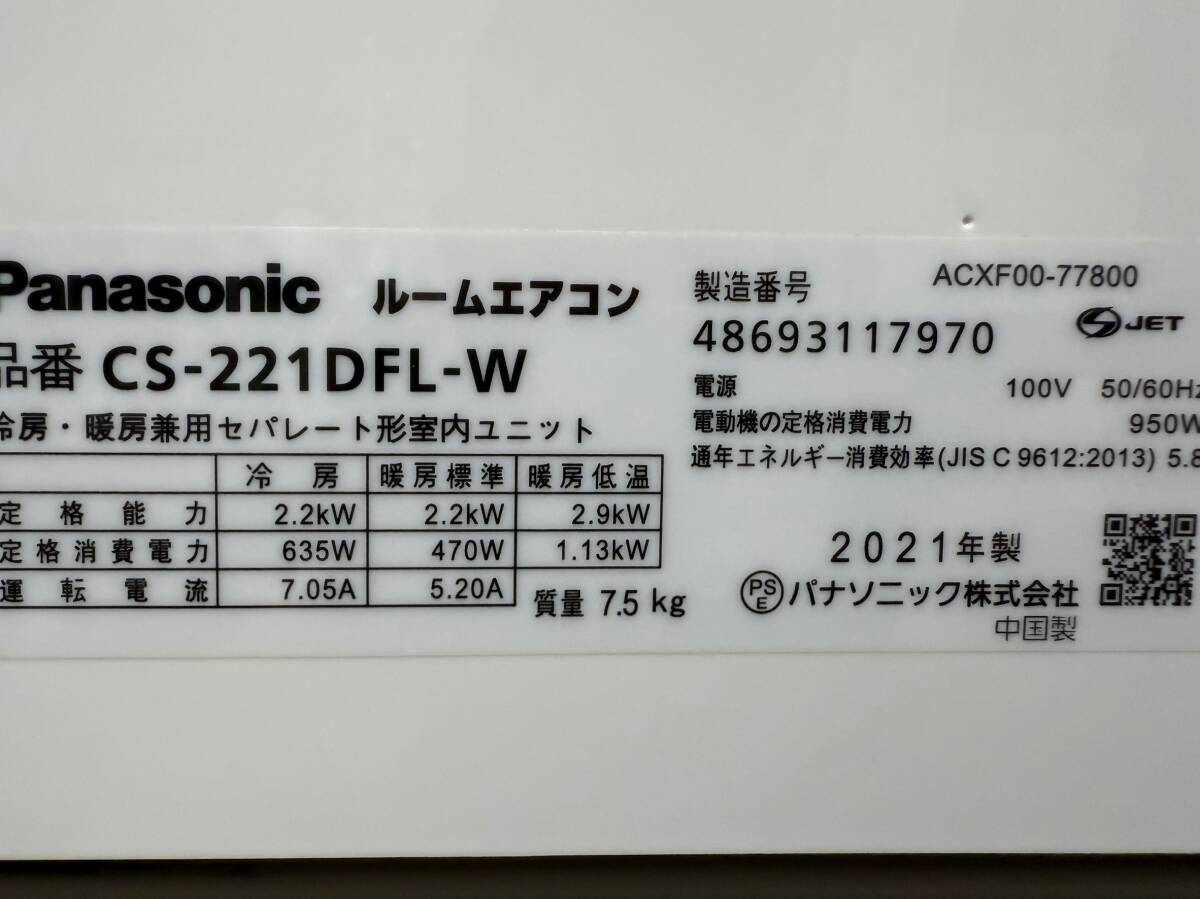 Panasonic ルームエアコン
品番 CS-221DFL-W
冷房・暖房兼用セパレート形室内ユニット
冷房 暖房標準 暖房低温
定格能力 2.2kW 2.2kW 2.9kW
定格消費電力 635W 470W 1.13kW
運転電流 7.05A 5.20A
質量 7.5kg
製造番号 ACXF00-77800
48693117970 JET
電源 100V 50/60Hz
電動機の定格消費電力 950W
通年エネルギー消費効率(JIS C 9612:2013) 5.8
2021年製
PSE パナソニック株式会社
中国製